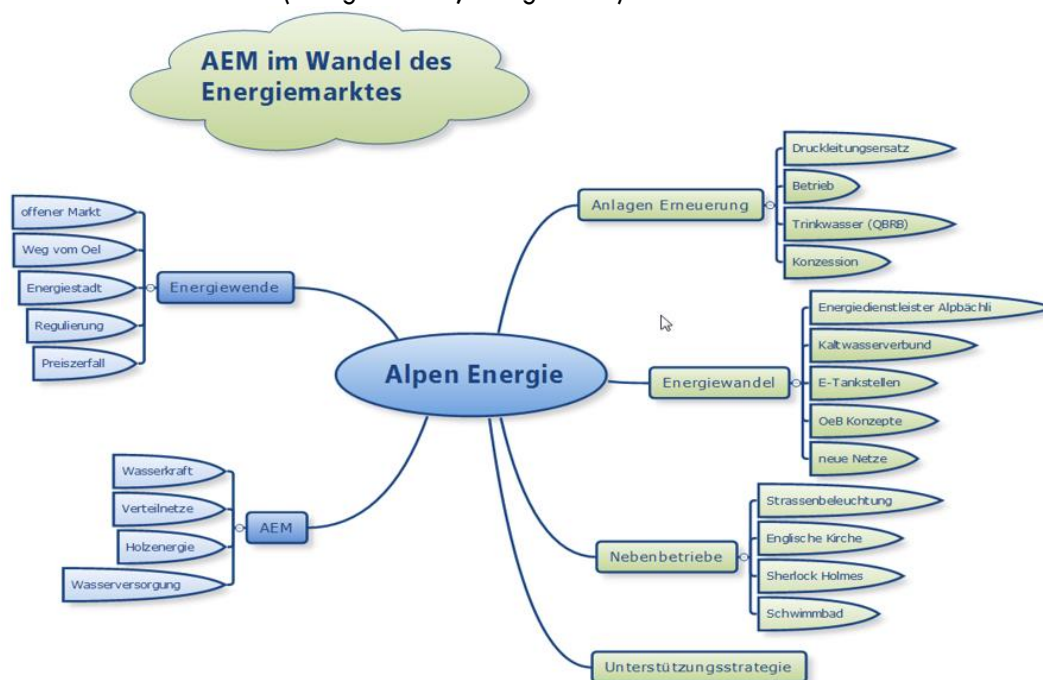 AEM im Wandel des
Energiemarktes
offener Markt
Weg vom Oel
Energiestadt
Regulierung
Preiszerfall
Energiewende
Wasserkraft
Verteilnetze
Holzenergie
Wasserversorgung
AEM
Alpen Energie
Anlagen Erneuerung
Druckleitungsersatz
Betrieb
Trinkwasser (QBRB)
Konzession
Energiewandel
Energiedienstleister Alpbächli
Kaltwasserverbund
E-Tankstellen
OeB Konzepte
neue Netze
Nebenbetriebe
Strassenbeleuchtung
Englische Kirche
Sherlock Holmes
Schwimmbad
Unterstützungsstrategie